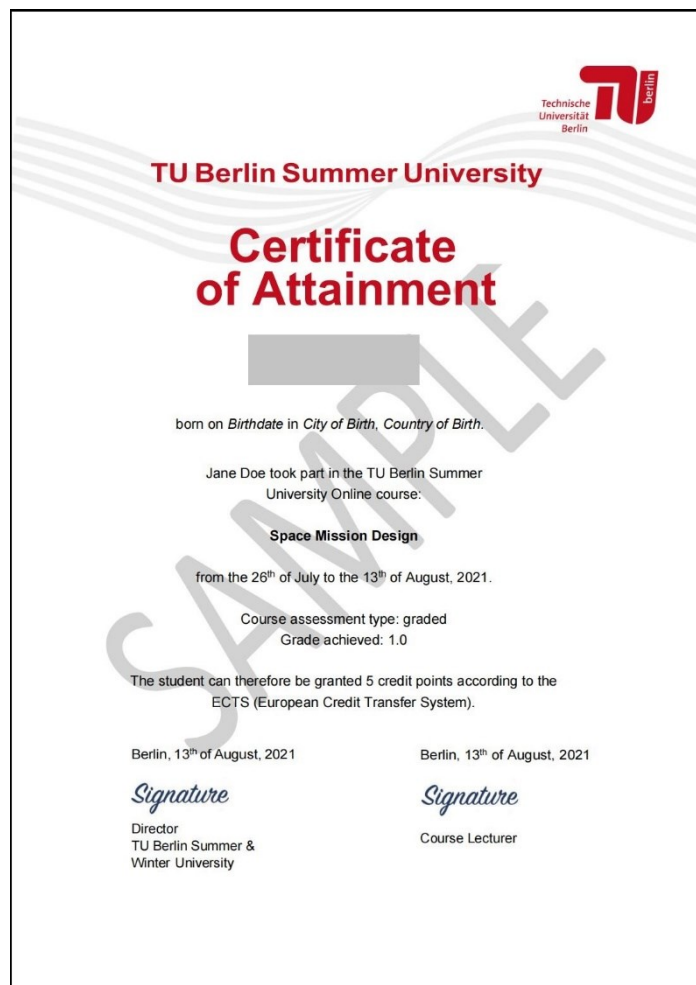 Technische
Universität
Berlin
berlin
TU Berlin Summer University
Certificate
of Attainment
born on Birthdate in City of Birth, Country of Birth.
Jane Doe took part in the TU Berlin Summer
University Online course:
Space Mission Design
from the 26th of July to the 13th of August, 2021.
Course assessment type: graded
Grade achieved: 1.0
The student can therefore be granted 5 credit points according to the
ECTS (European Credit Transfer System).
Berlin, 13th of August, 2021
Berlin, 13th of August, 2021
Signature
Signature
Director
TU Berlin Summer &
Winter University
Course Lecturer
SAMPLE